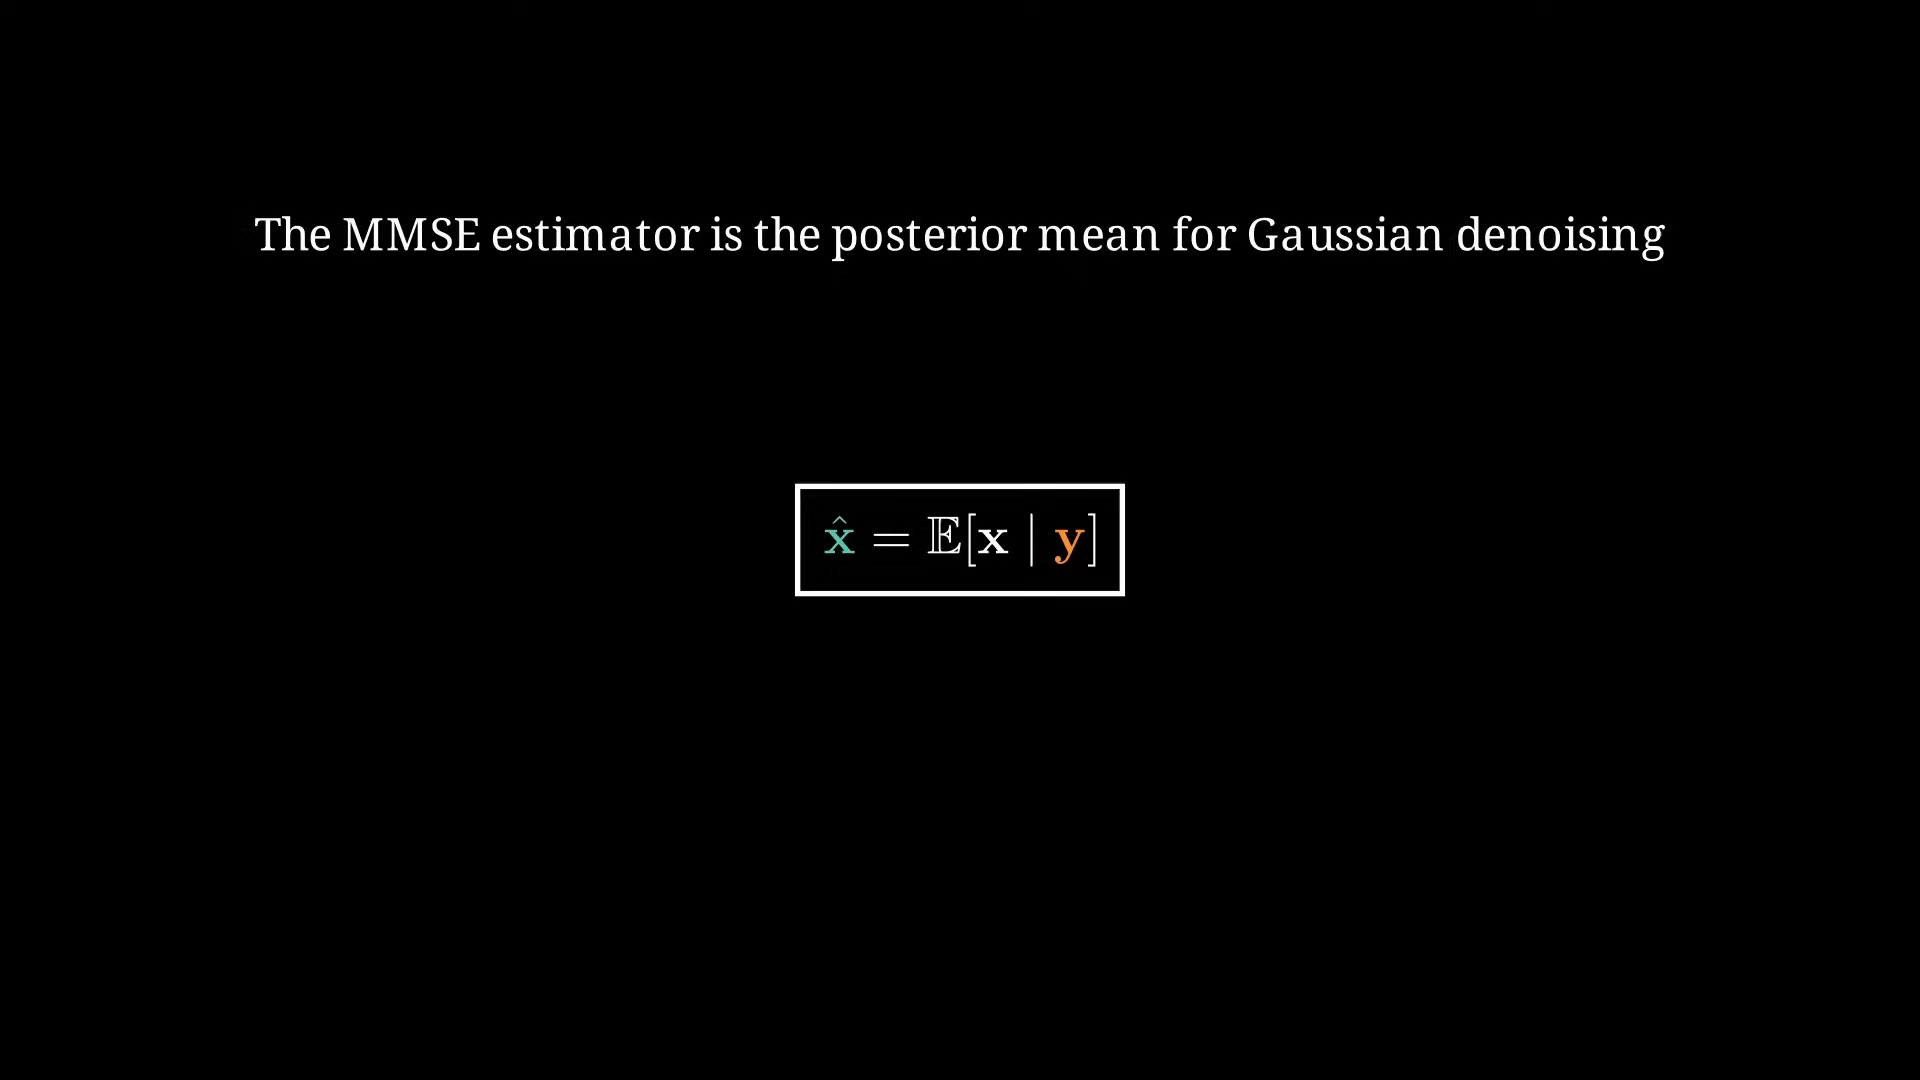 The MMSE estimator is the posterior mean for Gaussian denoising
x̂ = 𝔼[x | y]